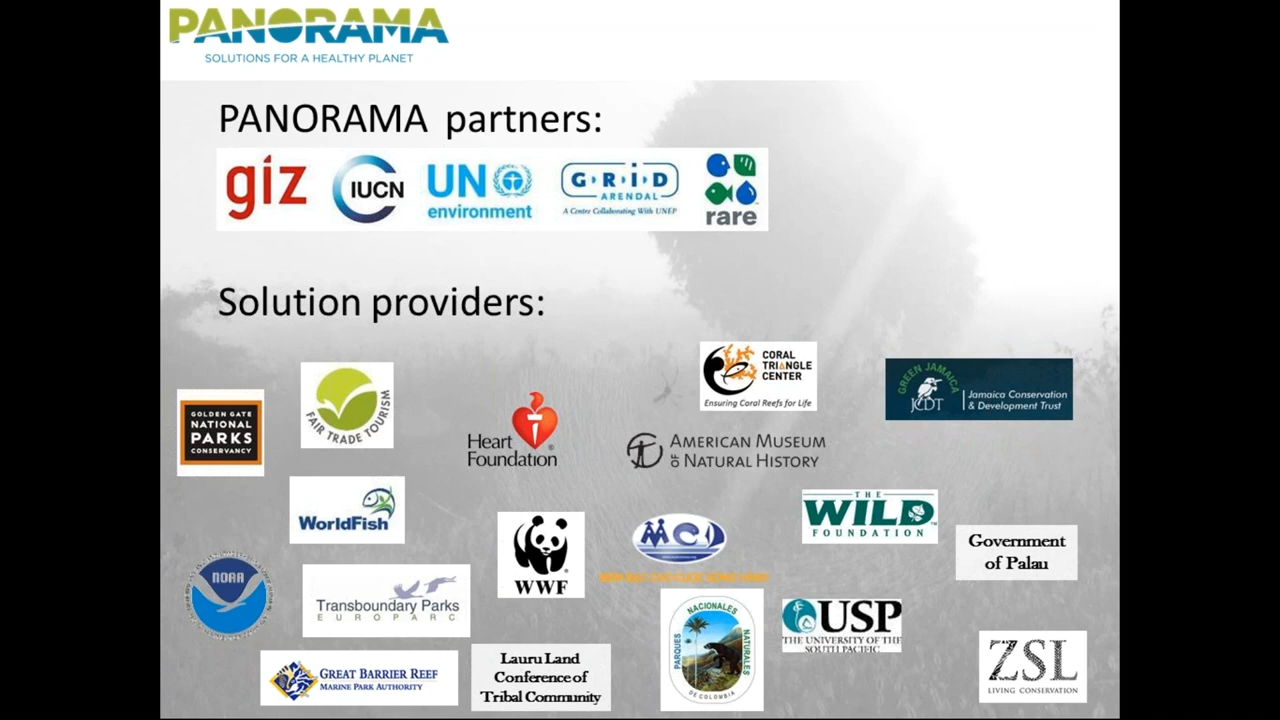 PANORAMA
SOLUTIONS FOR A HEALTHY PLANET
PANORAMA partners:
giz
IUCN
UN
environment
G·R·i·D
ARENDAL
A Centre Collaborating With UNEP
rare
Solution providers:
CORAL
TRIANGLE
CENTER
Ensuring Coral Reefs for Life
GREEN JAMAICA
JCDT
Jamaica Conservation
& Development Trust
GOLDEN GATE
NATIONAL
PARKS
CONSERVANCY
FAIR TRADE TOURISM
Heart
Foundation
AMERICAN MUSEUM
OF NATURAL HISTORY
WorldFish
WWF
MCD
THE
WILD
FOUNDATION
Government
of Palau
NOAA
Transboundary Parks
EUROPARC
PARQUES NACIONALES NATURALES
DE COLOMBIA
USP
THE UNIVERSITY OF THE
SOUTH PACIFIC
GREAT BARRIER REEF
MARINE PARK AUTHORITY
Lauru Land
Conference of
Tribal Community
ZSL
LIVING CONSERVATION